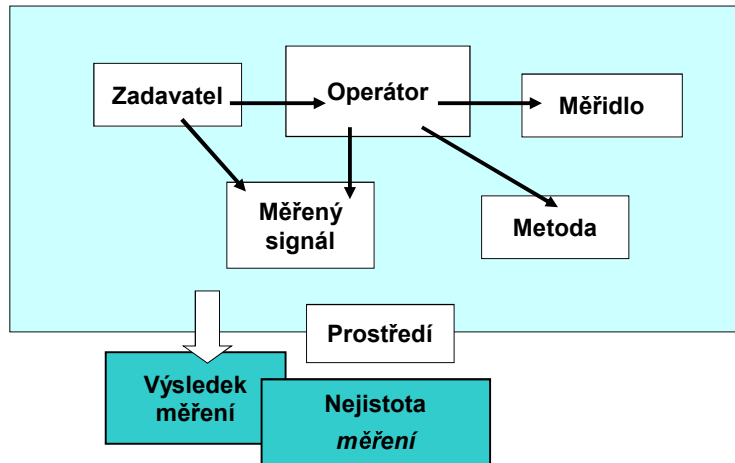 Zadavatel
Operátor
Měřidlo
Měřený
signál
Metoda
Prostředí
Výsledek
měření
Nejistota
měření